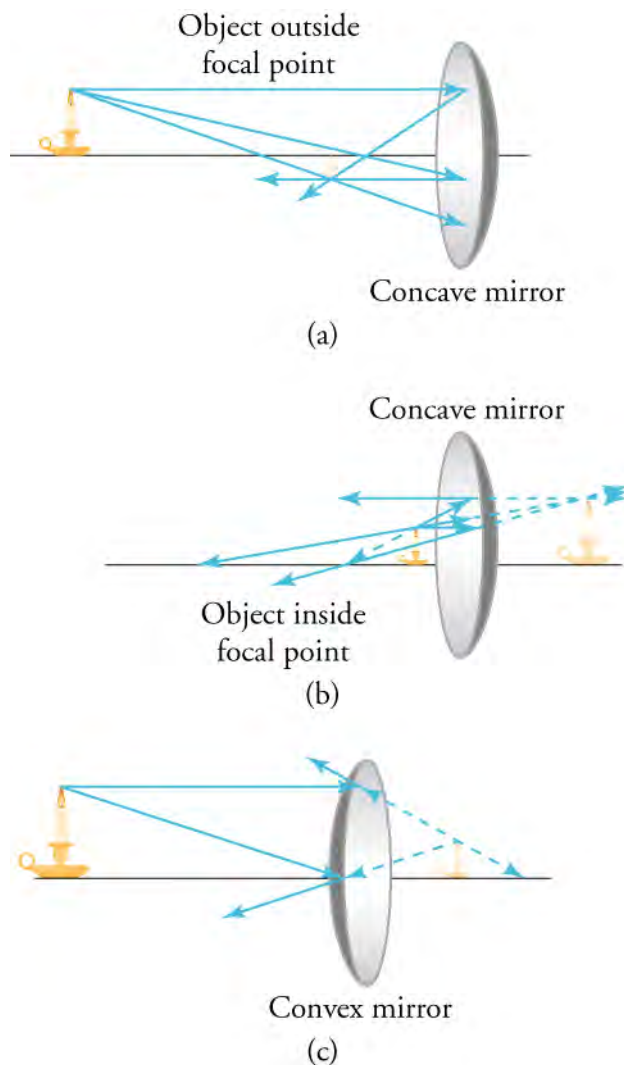 Object outside
focal point
Concave mirror
(a)
Concave mirror
Object inside
focal point
(b)
Convex mirror
(c)